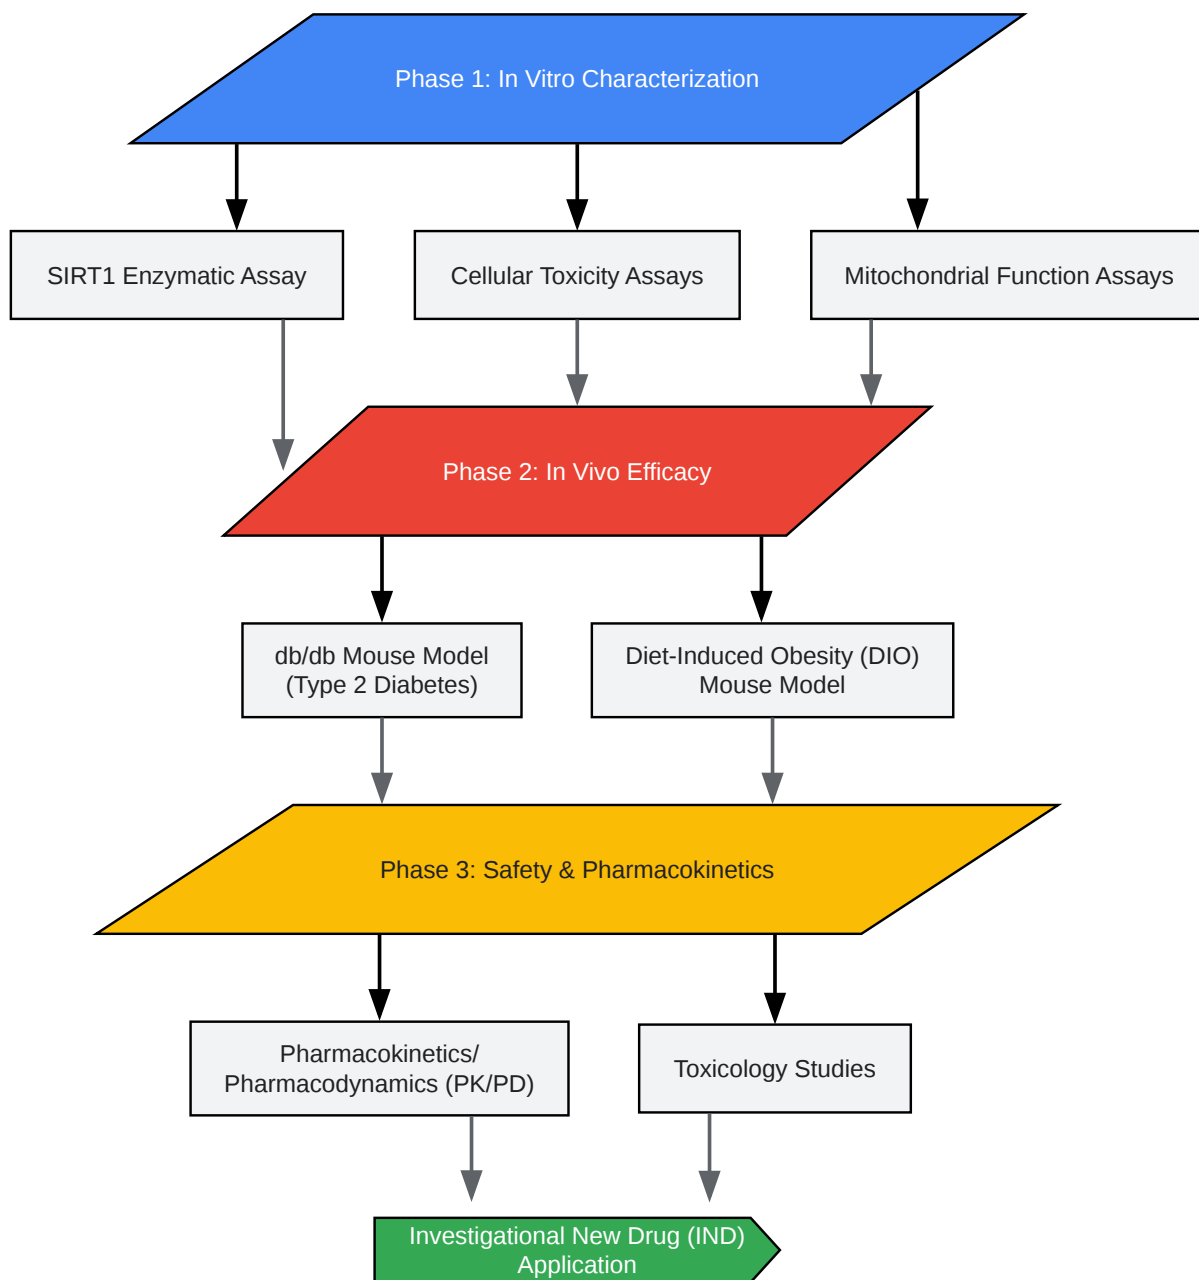 Phase 1: In Vitro Characterization
SIRT1 Enzymatic Assay
Cellular Toxicity Assays
Mitochondrial Function Assays
Phase 2: In Vivo Efficacy
db/db Mouse Model
(Type 2 Diabetes)
Diet-Induced Obesity (DIO)
Mouse Model
Phase 3: Safety & Pharmacokinetics
Pharmacokinetics/
Pharmacodynamics (PK/PD)
Toxicology Studies
Investigational New Drug (IND)
Application